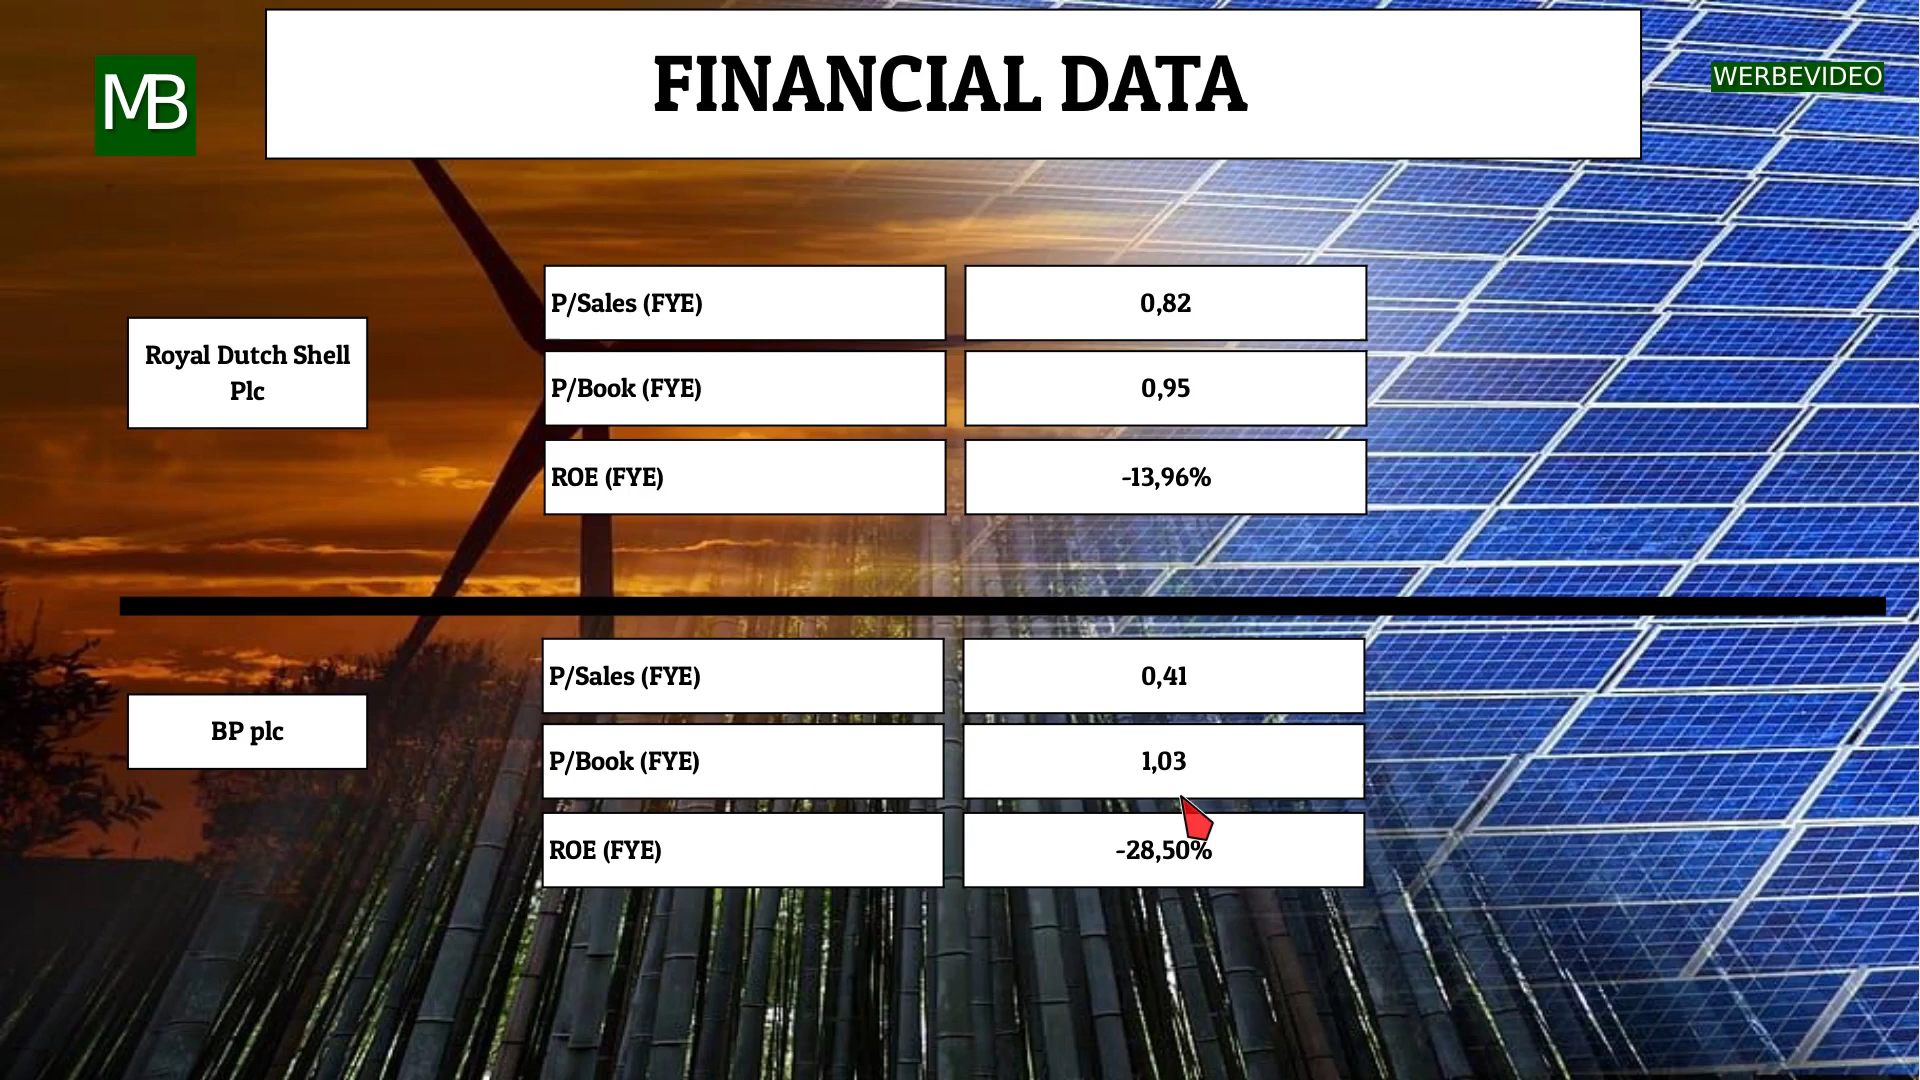 FINANCIAL DATA
MB
WERBEVIDEO
Royal Dutch Shell
Plc
P/Sales (FYE) 0,82
P/Book (FYE) 0,95
ROE (FYE) -13,96%
BP plc
P/Sales (FYE) 0,41
P/Book (FYE) 1,03
ROE (FYE) -28,50%